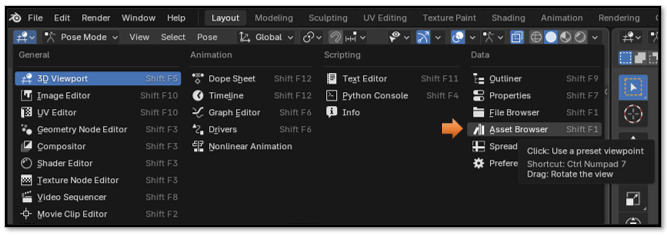 File Edit Render Window Help Layout Modeling Sculpting UV Editing Texture Paint Shading Animation Rendering
Pose Mode View Select Pose Global
General
3D Viewport Shift F5
Image Editor Shift F10
UV Editor Shift F10
Geometry Node Editor Shift F3
Compositor Shift F3
Shader Editor Shift F3
Texture Node Editor Shift F3
Video Sequencer Shift F8
Movie Clip Editor Shift F2
Animation
Dope Sheet Shift F12
Timeline Shift F12
Graph Editor Shift F6
Drivers Shift F6
Nonlinear Animation
Scripting
Text Editor Shift F11
Python Console Shift F4
Info
Data
Outliner Shift F9
Properties Shift F7
File Browser Shift F1
Asset Browser Shift F1
Spread
Prefere
Click: Use a preset viewpoint
Shortcut: Ctrl Numpad 7
Drag: Rotate the view